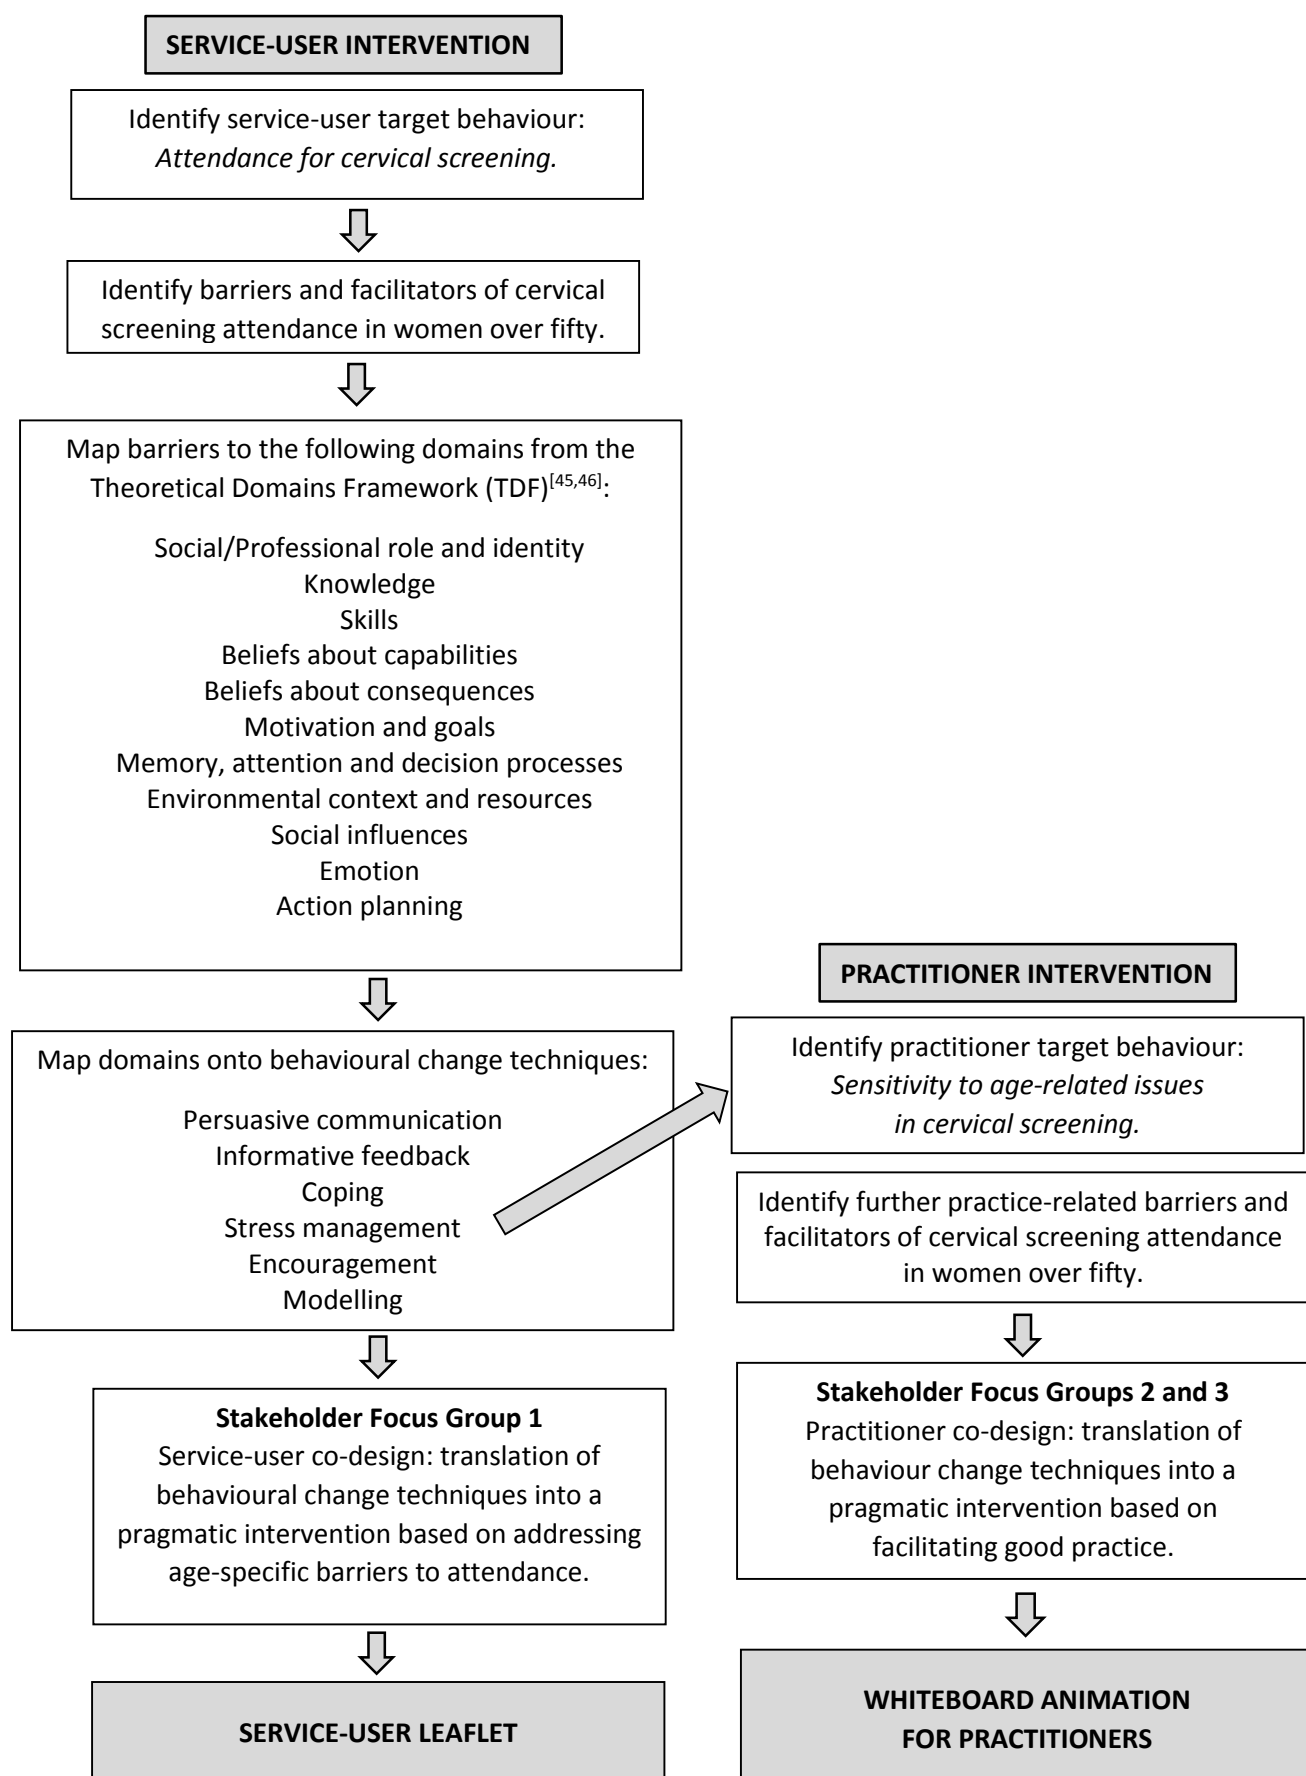 SERVICE-USER INTERVENTION
Identify service-user target behaviour:
Attendance for cervical screening.
Identify barriers and facilitators of cervical
screening attendance in women over fifty.
Map barriers to the following domains from the
Theoretical Domains Framework (TDF)[45,46]:
Social/Professional role and identity
Knowledge
Skills
Beliefs about capabilities
Beliefs about consequences
Motivation and goals
Memory, attention and decision processes
Environmental context and resources
Social influences
Emotion
Action planning
Map domains onto behavioural change techniques:
Persuasive communication
Informative feedback
Coping
Stress management
Encouragement
Modelling
Stakeholder Focus Group 1
Service-user co-design: translation of
behavioural change techniques into a
pragmatic intervention based on addressing
age-specific barriers to attendance.
SERVICE-USER LEAFLET
PRACTITIONER INTERVENTION
Identify practitioner target behaviour:
Sensitivity to age-related issues
in cervical screening.
Identify further practice-related barriers and
facilitators of cervical screening attendance
in women over fifty.
Stakeholder Focus Groups 2 and 3
Practitioner co-design: translation of
behaviour change techniques into a
pragmatic intervention based on
facilitating good practice.
WHITEBOARD ANIMATION
FOR PRACTITIONERS